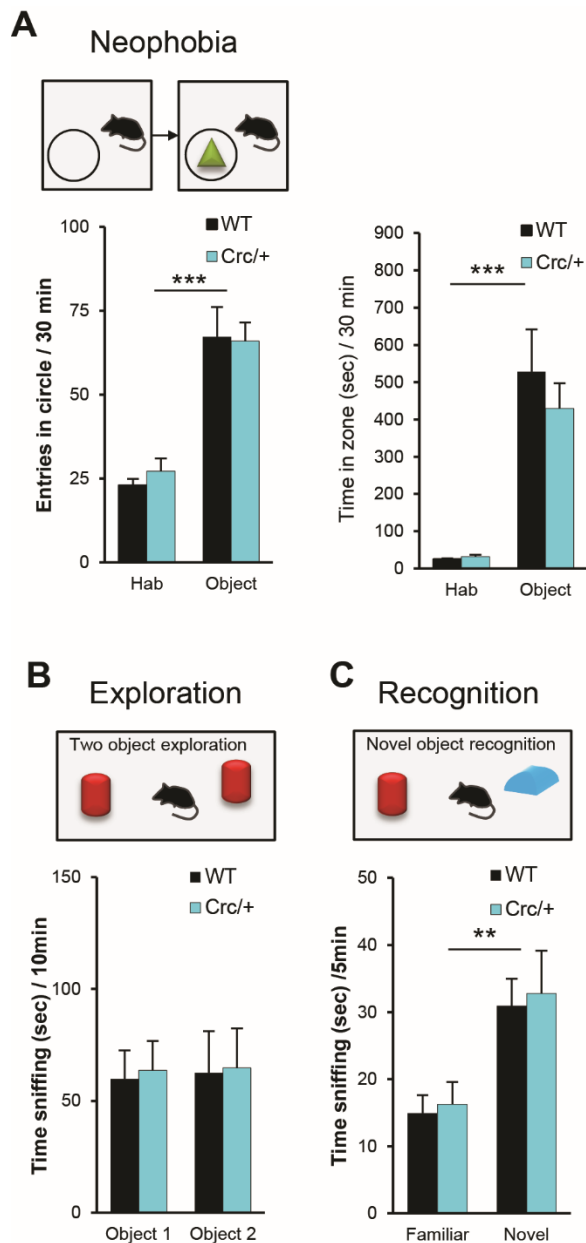 A
Neophobia
100
75
50
25
0
Entries in circle / 30 min
WT
Crc/+
***
Hab
Object
900
800
700
600
500
400
300
200
100
0
Time in zone (sec) / 30 min
WT
Crc/+
***
Hab
Object
B
Exploration
Two object exploration
150
100
50
0
Time sniffing (sec) / 10min
WT
Crc/+
Object 1
Object 2
C
Recognition
Novel object recognition
50
40
30
20
10
0
Time sniffing (sec) /5min
WT
Crc/+
**
Familiar
Novel